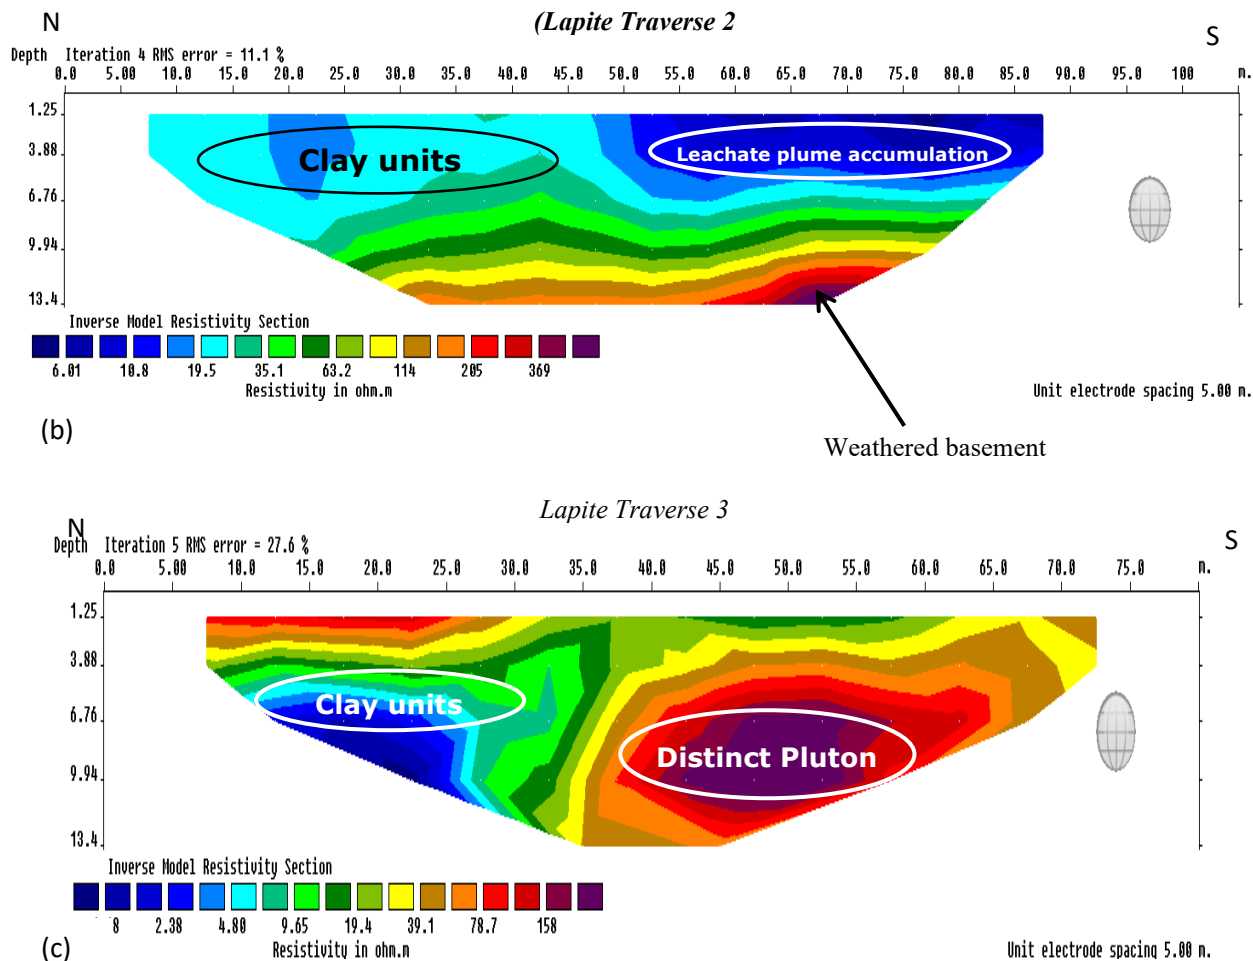 N
(Lapite Traverse 2
S
Depth Iteration 4 RMS error = 11.1 %
0.0 5.00 10.0 15.0 20.0 25.0 30.0 35.0 40.0 45.0 50.0 55.0 60.0 65.0 70.0 75.0 80.0 85.0 90.0 95.0 100 m.
1.25
3.88
6.76
9.94
13.4
Clay units
Leachate plume accumulation
Inverse Model Resistivity Section
6.01 10.8 19.5 35.1 63.2 114 205 369
Resistivity in ohm.m
Unit electrode spacing 5.00 m.
(b)
Weathered basement
Lapite Traverse 3
N
S
Depth Iteration 5 RMS error = 27.6 %
0.0 5.00 10.0 15.0 20.0 25.0 30.0 35.0 40.0 45.0 50.0 55.0 60.0 65.0 70.0 75.0 m.
1.25
3.88
6.76
9.94
13.4
Clay units
Distinct Pluton
Inverse Model Resistivity Section
8 2.38 4.80 9.65 19.4 39.1 78.7 158
Resistivity in ohm.m
Unit electrode spacing 5.00 m.
(c)